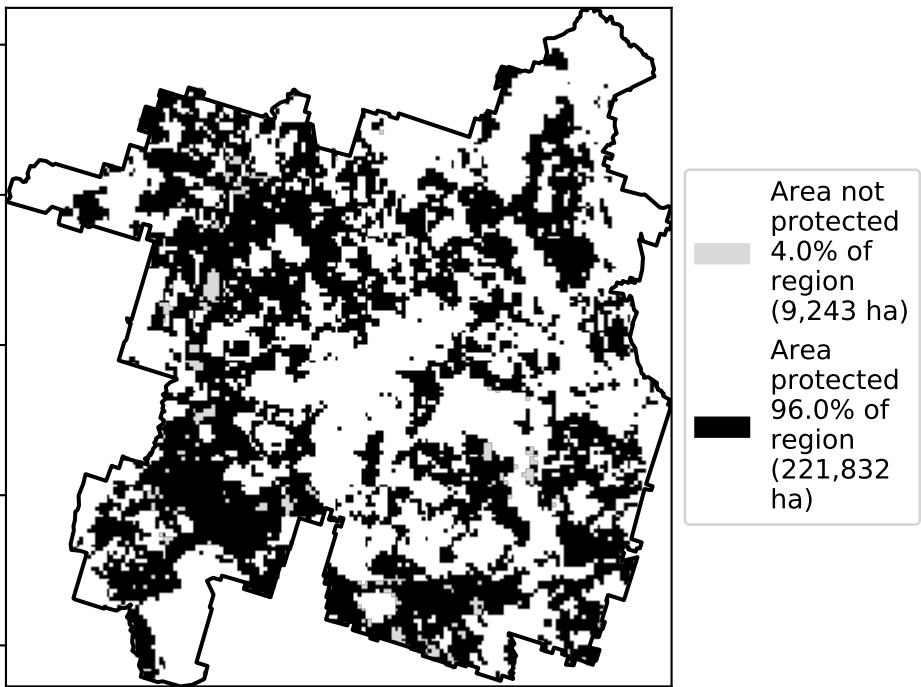 Area not
protected
4.0% of
region
(9,243 ha)
Area
protected
96.0% of
region
(221,832
ha)